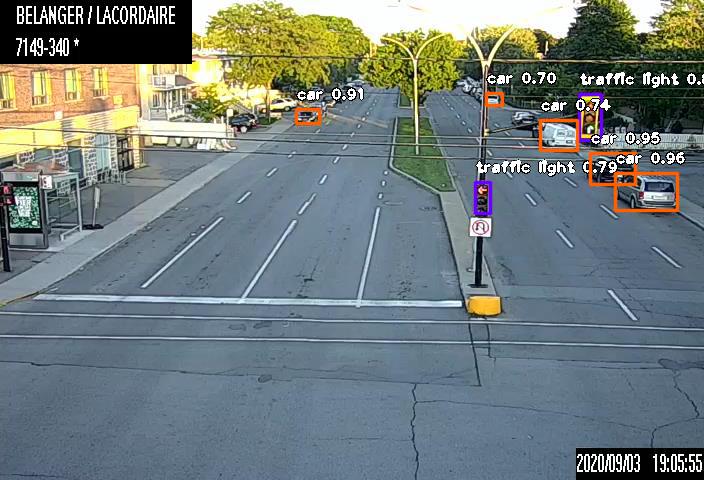 BELANGER / LACORDAIRE
7149-340 *
car 0.70
traffic light 0.8
car 0.91
car 0.74
car 0.95
car 0.96
traffic light 0.79
2020/09/03 19:05:55